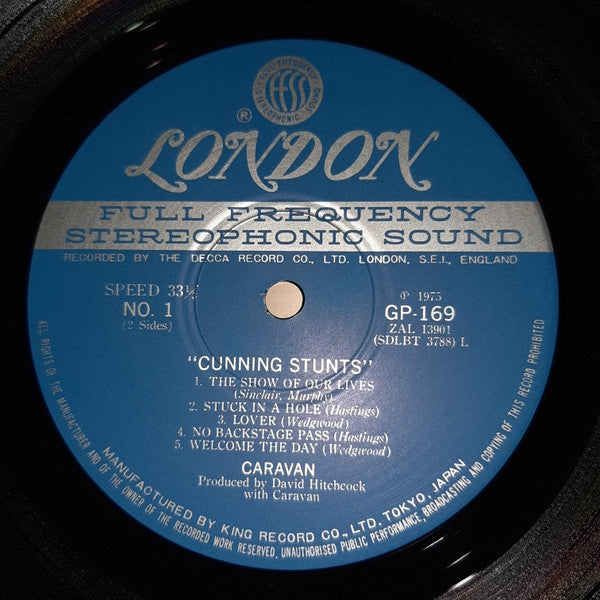 FULL FREQUENCY
STEREOPHONIC SOUND
®
LONDON
FULL FREQUENCY
STEREOPHONIC SOUND
RECORDED BY THE DECCA RECORD CO., LTD. LONDON, S.E.I., ENGLAND
SPEED 33⅓
NO. 1
(2 Sides)
℗ 1975
GP-169
ZAL 13901
(SDLBT 3788) L
"CUNNING STUNTS"
1. THE SHOW OF OUR LIVES
(Sinclair, Murphy)
2. STUCK IN A HOLE (Hastings)
3. LOVER (Wedgwood)
4. NO BACKSTAGE PASS (Hastings)
5. WELCOME THE DAY (Wedgwood)
CARAVAN
Produced by David Hitchcock
with Caravan
MANUFACTURED BY KING RECORD CO., LTD. TOKYO, JAPAN
ALL RIGHTS OF THE MANUFACTURER AND OF THE OWNER OF THE RECORDED WORK RESERVED, UNAUTHORISED PUBLIC PERFORMANCE, BROADCASTING AND COPYING OF THIS RECORD PROHIBITED